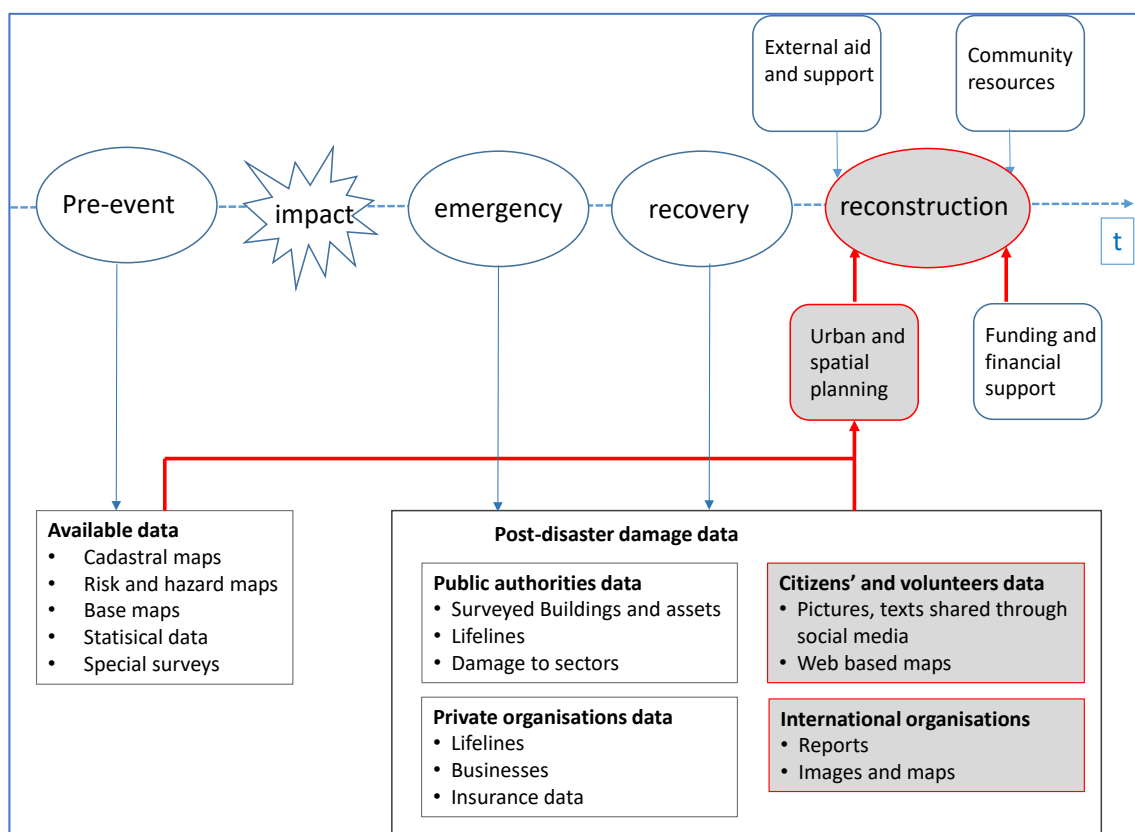 External aid
and support
Community
resources
Pre-event
impact
emergency
recovery
reconstruction
t
Urban and
spatial
planning
Funding and
financial
support
Available data
• Cadastral maps
• Risk and hazard maps
• Base maps
• Statisical data
• Special surveys
Post-disaster damage data
Public authorities data
• Surveyed Buildings and assets
• Lifelines
• Damage to sectors
Citizens’ and volunteers data
• Pictures, texts shared through
social media
• Web based maps
Private organisations data
• Lifelines
• Businesses
• Insurance data
International organisations
• Reports
• Images and maps